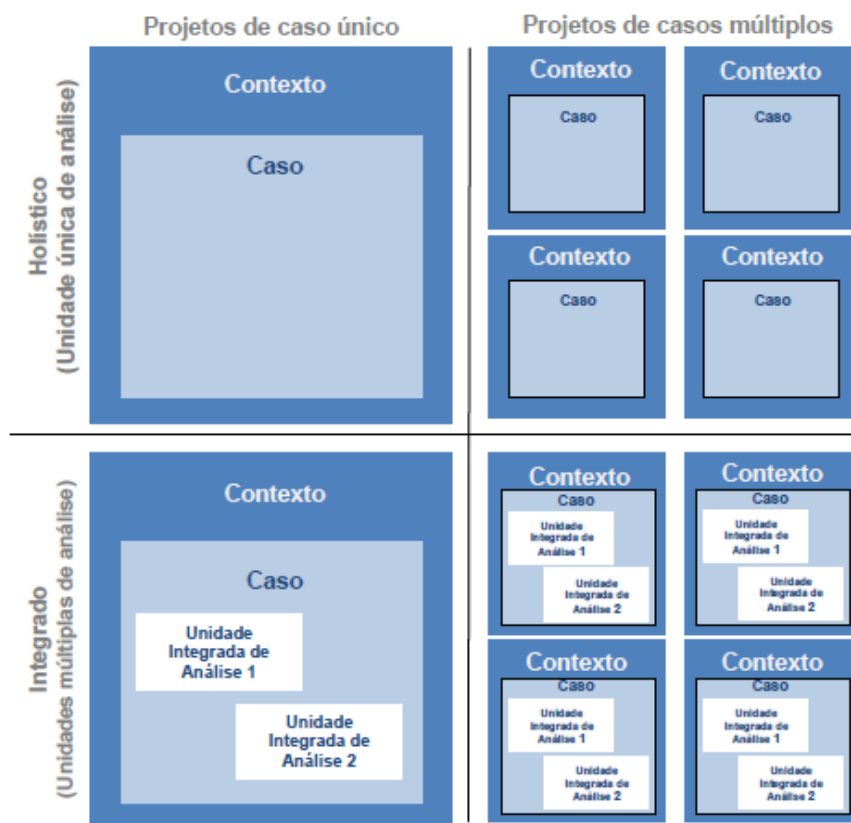 Projetos de caso único
Projetos de casos múltiplos
Holístico
(Unidade única de análise)
Contexto
Caso
Contexto
Caso
Contexto
Caso
Contexto
Caso
Contexto
Caso
Integrado
(Unidades múltiplas de análise)
Contexto
Caso
Unidade
Integrada de
Análise 1
Unidade
Integrada de
Análise 2
Contexto
Caso
Unidade
Integrada de
Análise 1
Unidade
Integrada de
Análise 2
Contexto
Caso
Unidade
Integrada de
Análise 1
Unidade
Integrada de
Análise 2
Contexto
Caso
Unidade
Integrada de
Análise 1
Unidade
Integrada de
Análise 2
Contexto
Caso
Unidade
Integrada de
Análise 1
Unidade
Integrada de
Análise 2